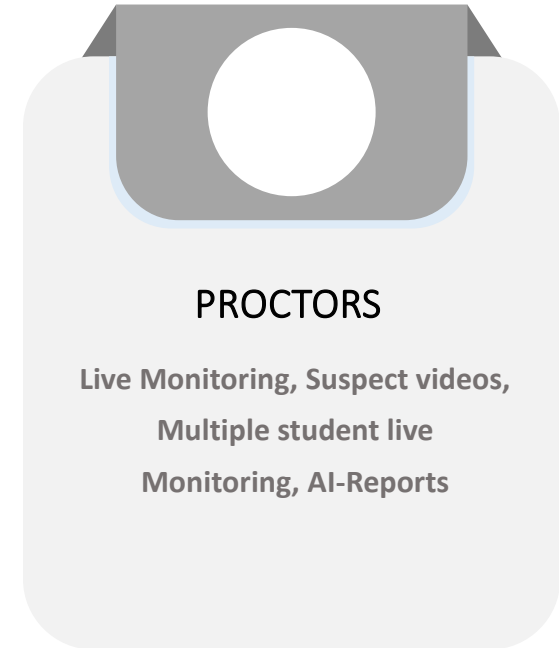 PROCTORS
Live Monitoring, Suspect videos,
Multiple student live
Monitoring, AI-Reports